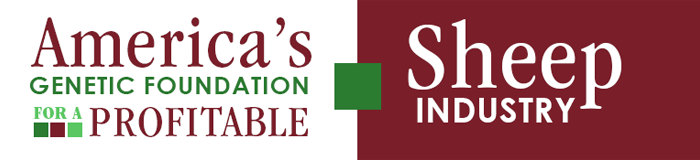 America's
GENETIC FOUNDATION
FOR A
PROFITABLE
Sheep
INDUSTRY